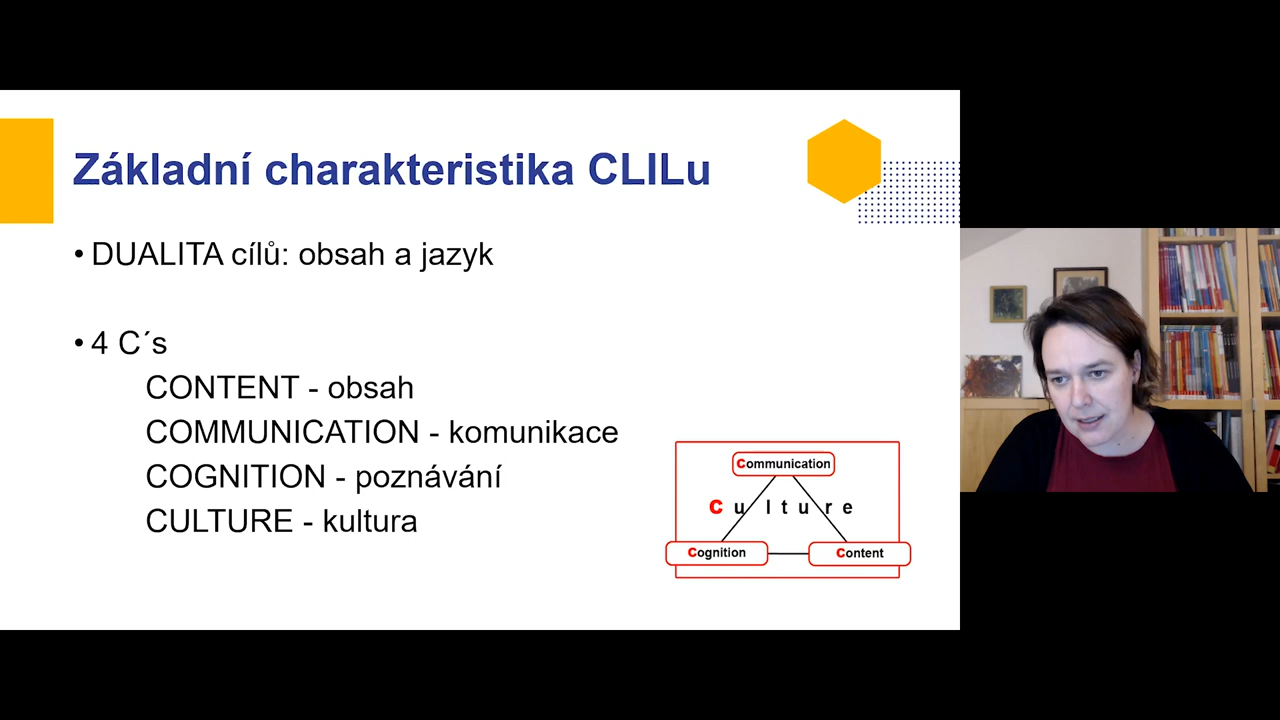 Základní charakteristika CLILu
• DUALITA cílů: obsah a jazyk
• 4 C´s
CONTENT - obsah
COMMUNICATION - komunikace
COGNITION - poznávání
CULTURE - kultura
Communication
Culture
Cognition
Content